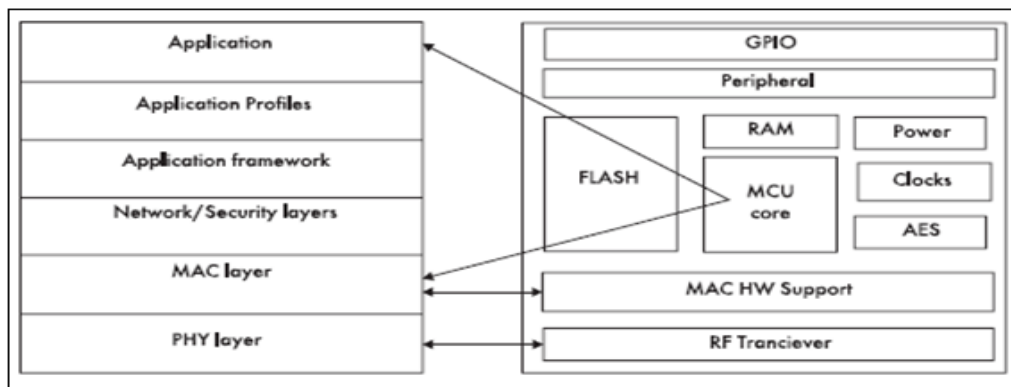 Application
Application Profiles
Application framework
Network/Security layers
MAC layer
PHY layer
GPIO
Peripheral
FLASH
RAM
MCU
core
Power
Clocks
AES
MAC HW Support
RF Tranciever